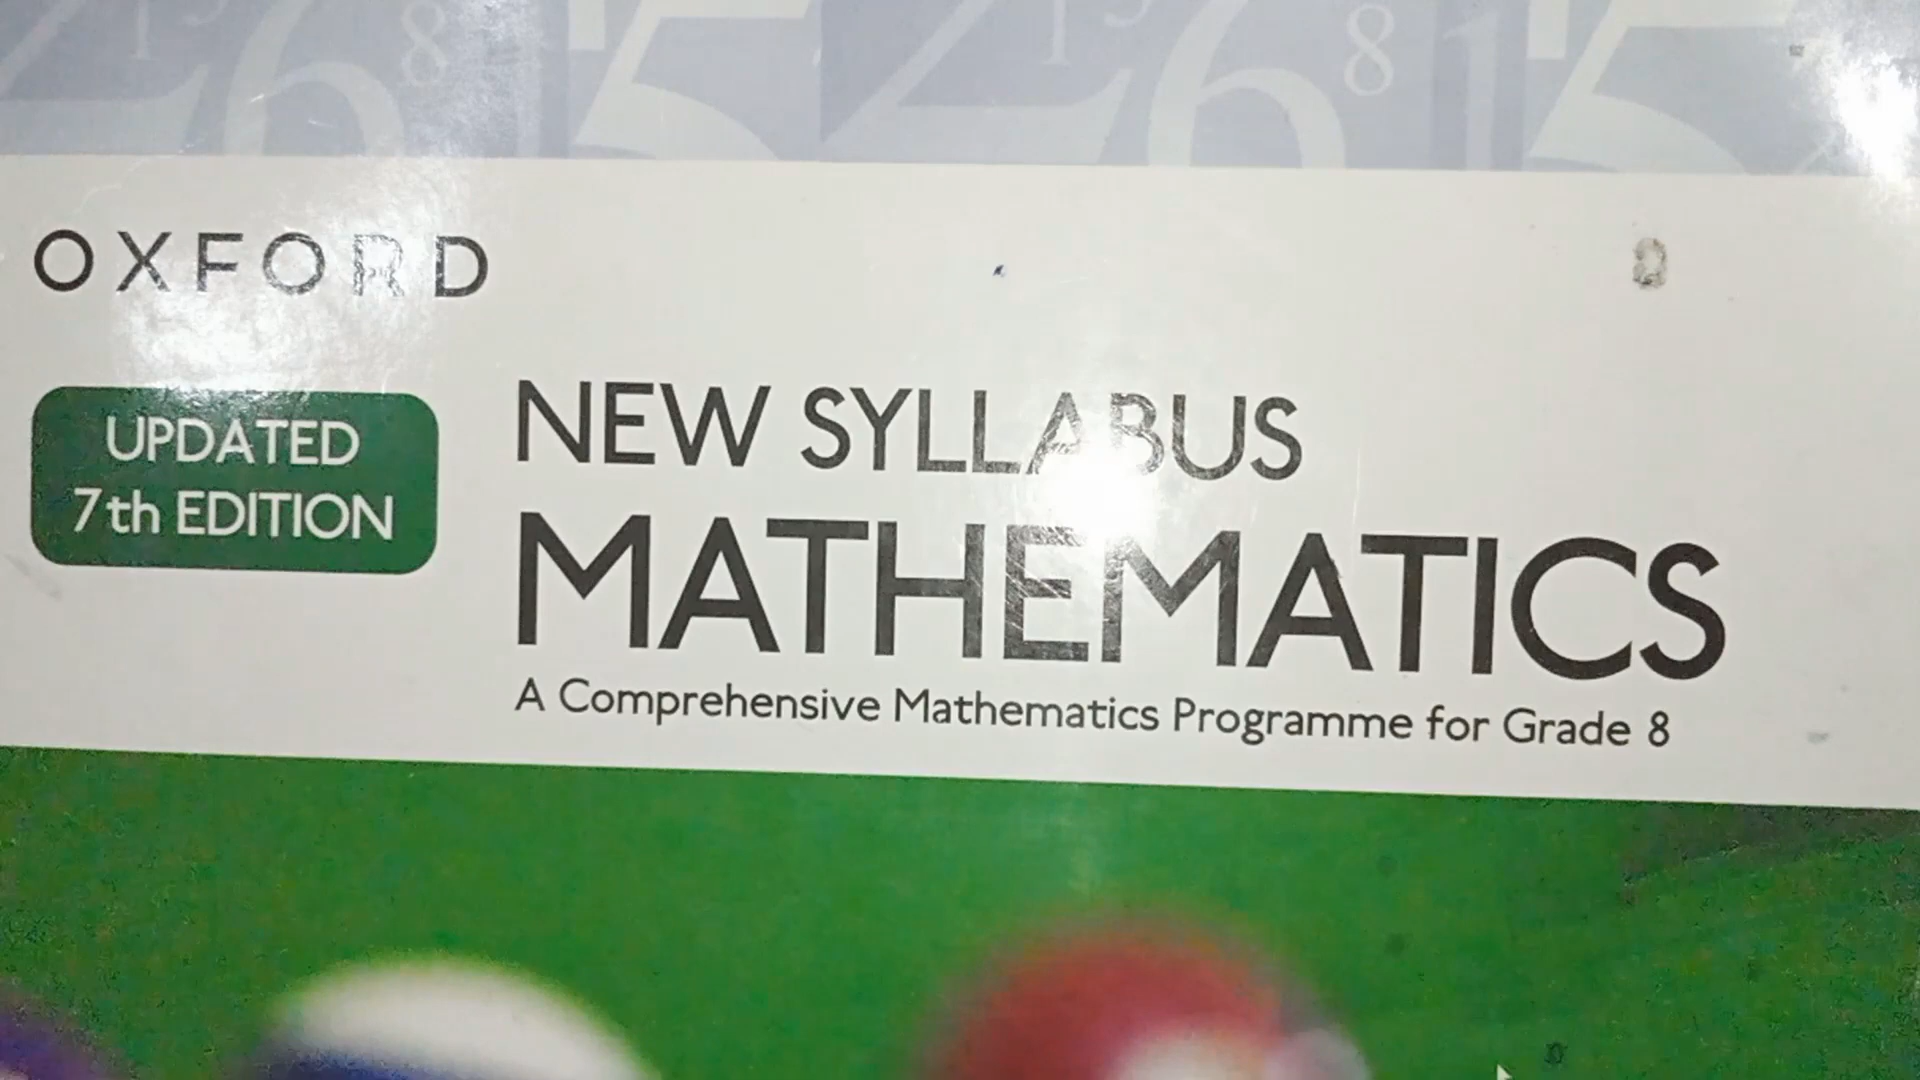 OXFORD
UPDATED
7th EDITION
NEW SYLLABUS
MATHEMATICS
A Comprehensive Mathematics Programme for Grade 8